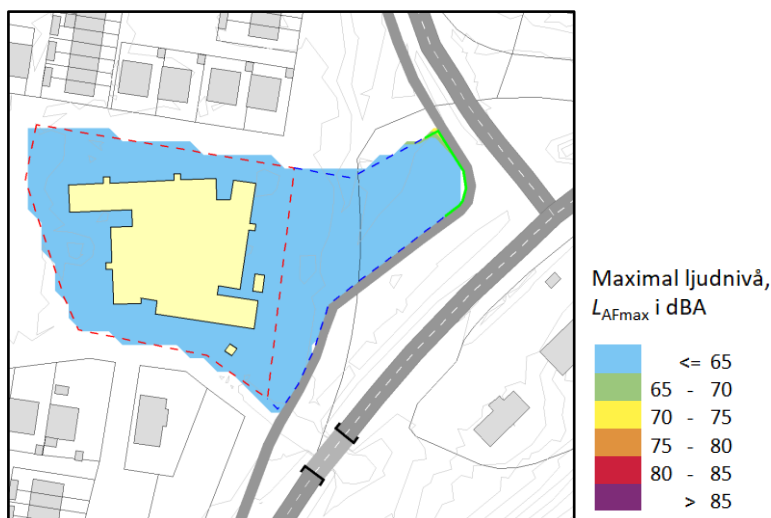 Maximal ljudnivå,
LAFmax i dBA
<= 65
65 - 70
70 - 75
75 - 80
80 - 85
> 85